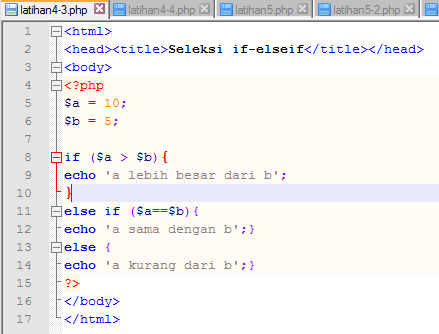 latihan4-3.php latihan4-4.php latihan5.php latihan5-2.php
1 <html>
2 <head><title>Seleksi if-elseif</title></head>
3 <body>
4 <?php
5 $a = 10;
6 $b = 5;
7
8 if ($a > $b){
9 echo 'a lebih besar dari b';
10 }
11 else if ($a==$b){
12 echo 'a sama dengan b';}
13 else {
14 echo 'a kurang dari b';}
15 ?>
16 </body>
17 </html>